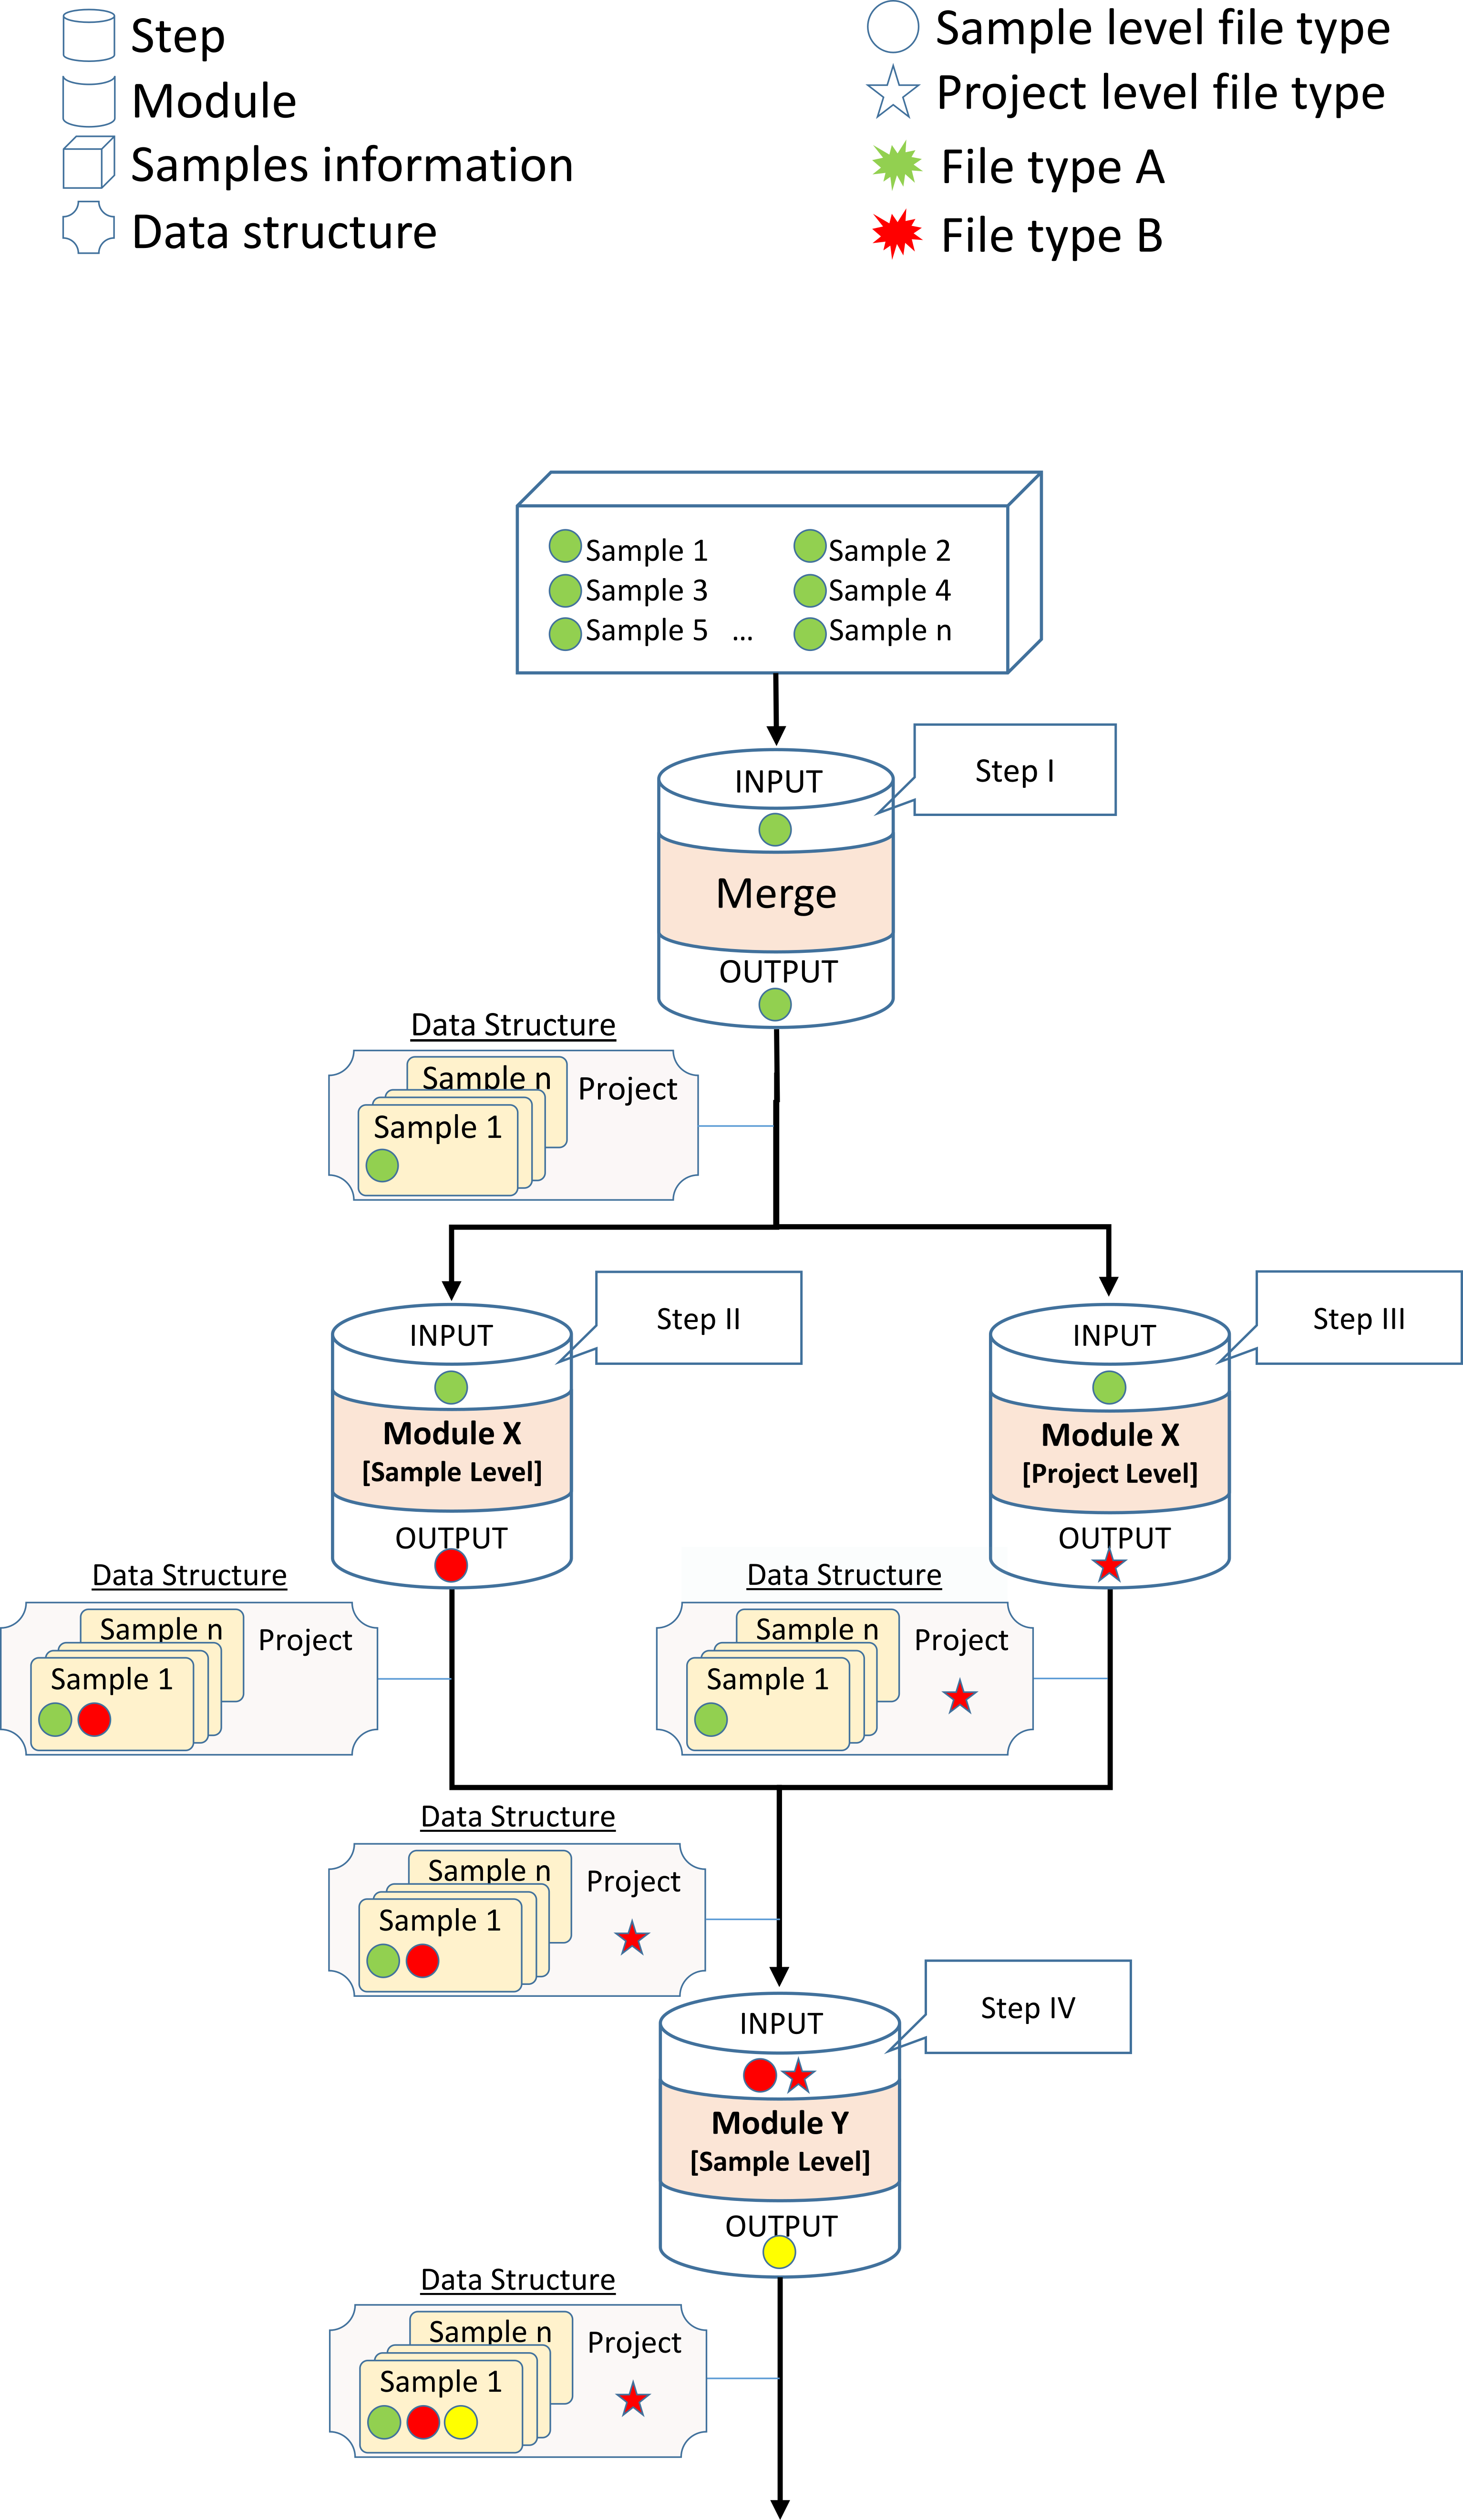 Step
Module
Samples information
Data structure
Sample level file type
Project level file type
File type A
File type B
Sample 1
Sample 2
Sample 3
Sample 4
Sample 5 ...
Sample n
INPUT
Step I
Merge
OUTPUT
Data Structure
Sample n
Project
Sample 1
INPUT
Step II
Module X
[Sample Level]
OUTPUT
INPUT
Step III
Module X
[Project Level]
OUTPUT
Data Structure
Sample n
Project
Sample 1
Data Structure
Sample n
Project
Sample 1
Data Structure
Sample n
Project
Sample 1
INPUT
Step IV
Module Y
[Sample Level]
OUTPUT
Data Structure
Sample n
Project
Sample 1